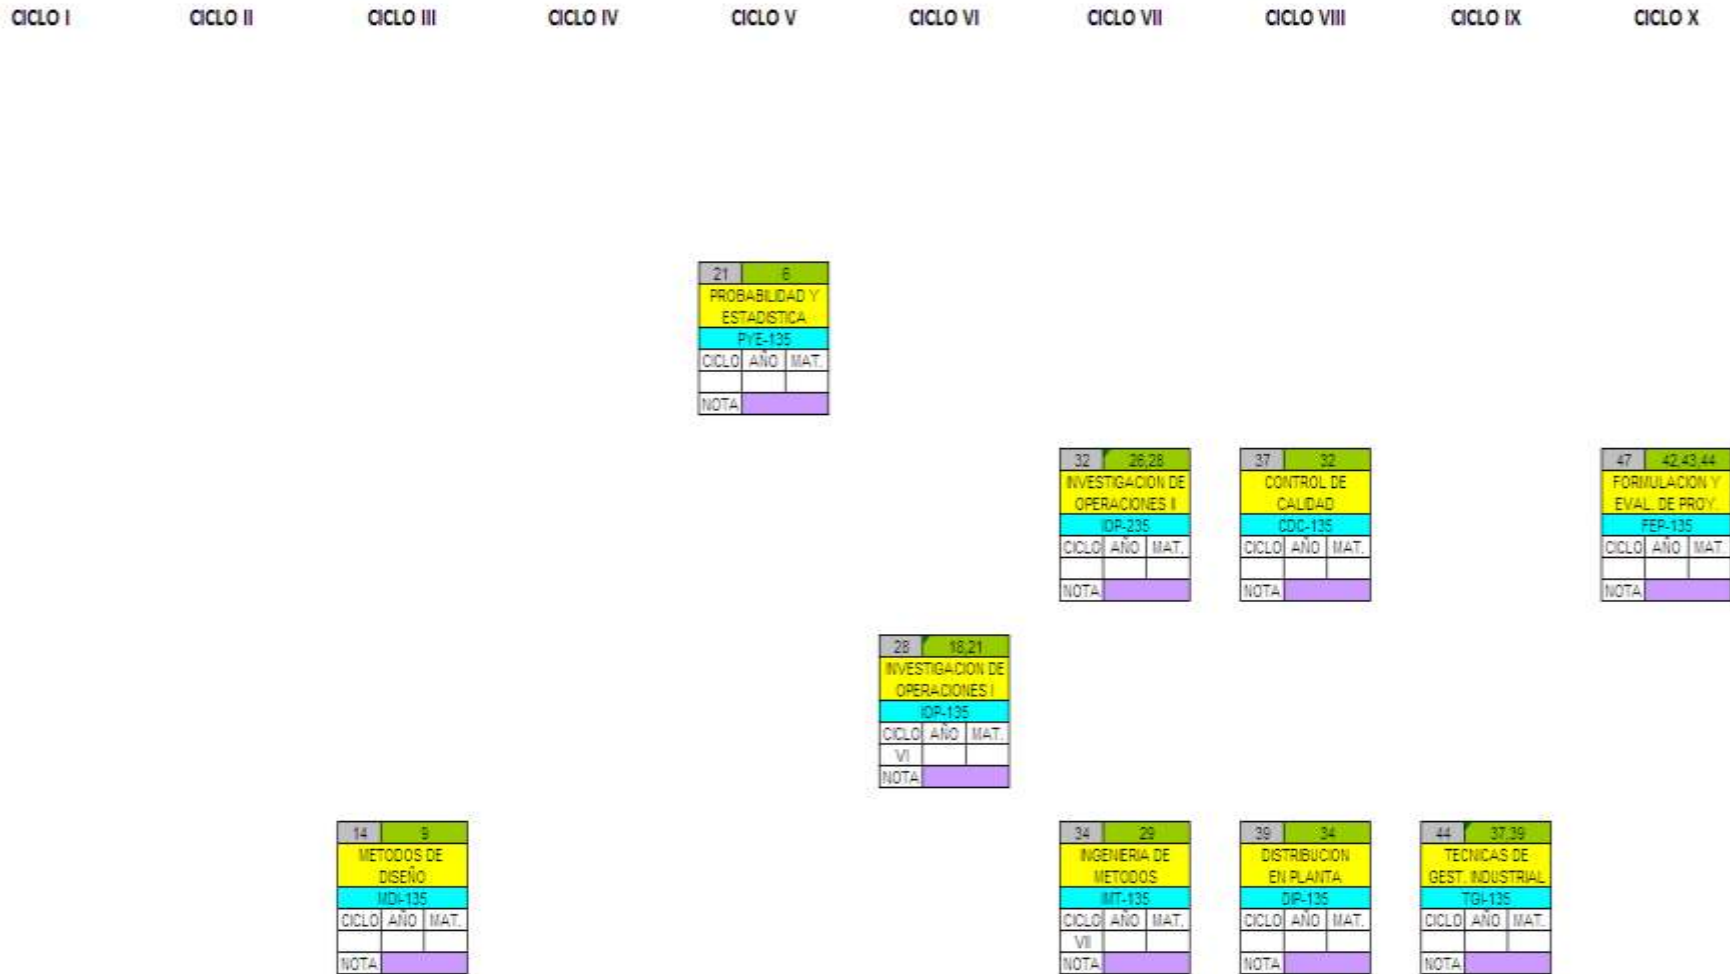 CICLO I CICLO II CICLO III CICLO IV CICLO V CICLO VI CICLO VII CICLO VIII CICLO IX CICLO X
21 6
PROBABILIDAD Y
ESTADISTICA
PYE-135
CICLO AÑO MAT.
NOTA
32 26,28
INVESTIGACION DE
OPERACIONES II
IOP-235
CICLO AÑO MAT.
NOTA
37 32
CONTROL DE
CALIDAD
CDC-135
CICLO AÑO MAT.
NOTA
47 42,43,44
FORMULACION Y
EVAL. DE PROY.
FEP-135
CICLO AÑO MAT.
NOTA
28 18,21
INVESTIGACION DE
OPERACIONES I
IOP-135
CICLO AÑO MAT.
VI
NOTA
14 9
METODOS DE
DISEÑO
MDI-135
CICLO AÑO MAT.
NOTA
34 29
INGENIERIA DE
METODOS
IMT-135
CICLO AÑO MAT.
VII
NOTA
39 34
DISTRIBUCION
EN PLANTA
DIP-135
CICLO AÑO MAT.
NOTA
44 37,39
TECNICAS DE
GEST. INDUSTRIAL
TGI-135
CICLO AÑO MAT.
NOTA